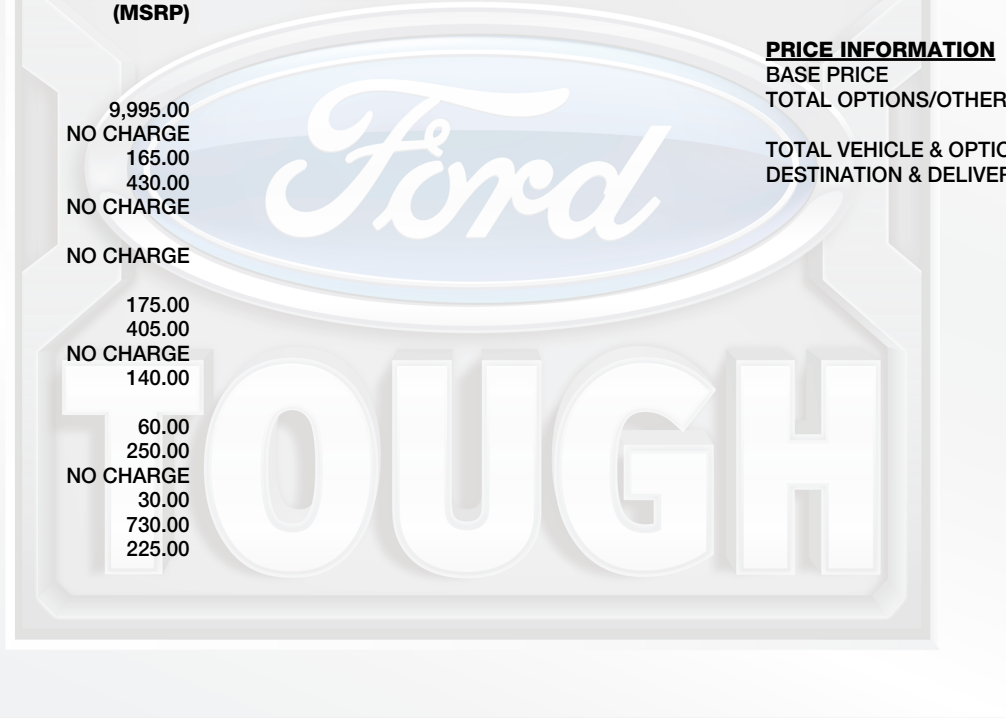 (MSRP)
9,995.00
NO CHARGE
165.00
430.00
NO CHARGE
NO CHARGE
175.00
405.00
NO CHARGE
140.00
60.00
250.00
NO CHARGE
30.00
730.00
225.00
PRICE INFORMATION
BASE PRICE
TOTAL OPTIONS/OTHER
TOTAL VEHICLE & OPTIO
DESTINATION & DELIVER
Ford
TOUGH